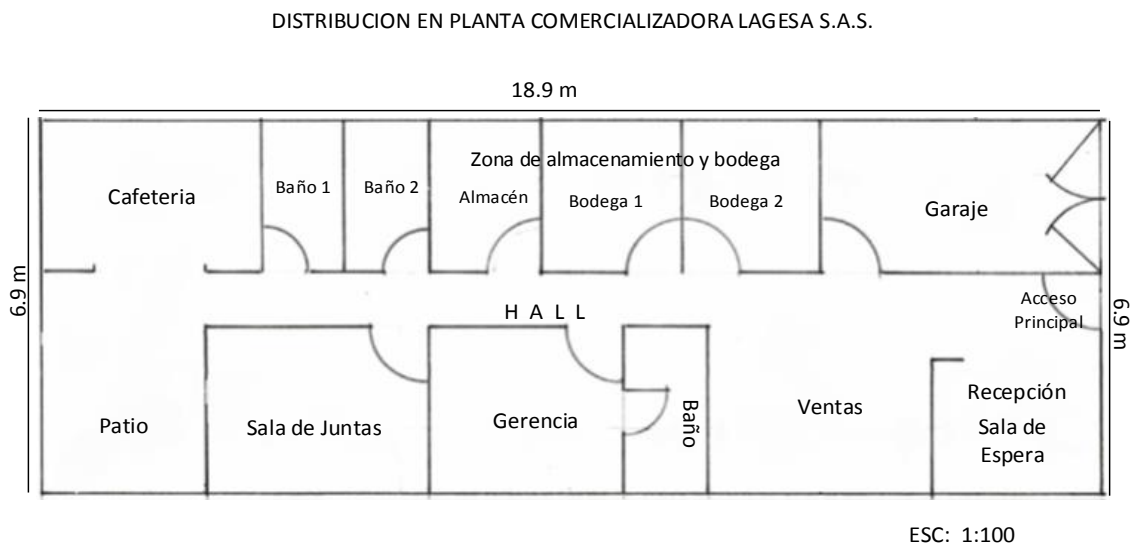 DISTRIBUCION EN PLANTA COMERCIALIZADORA LAGESA S.A.S.
18.9 m
Zona de almacenamiento y bodega
Cafeteria
Baño 1
Baño 2
Almacén
Bodega 1
Bodega 2
Garaje
6.9 m
H A L L
Acceso
Principal
6.9 m
Patio
Sala de Juntas
Gerencia
Baño
Ventas
Recepción
Sala de
Espera
ESC: 1:100